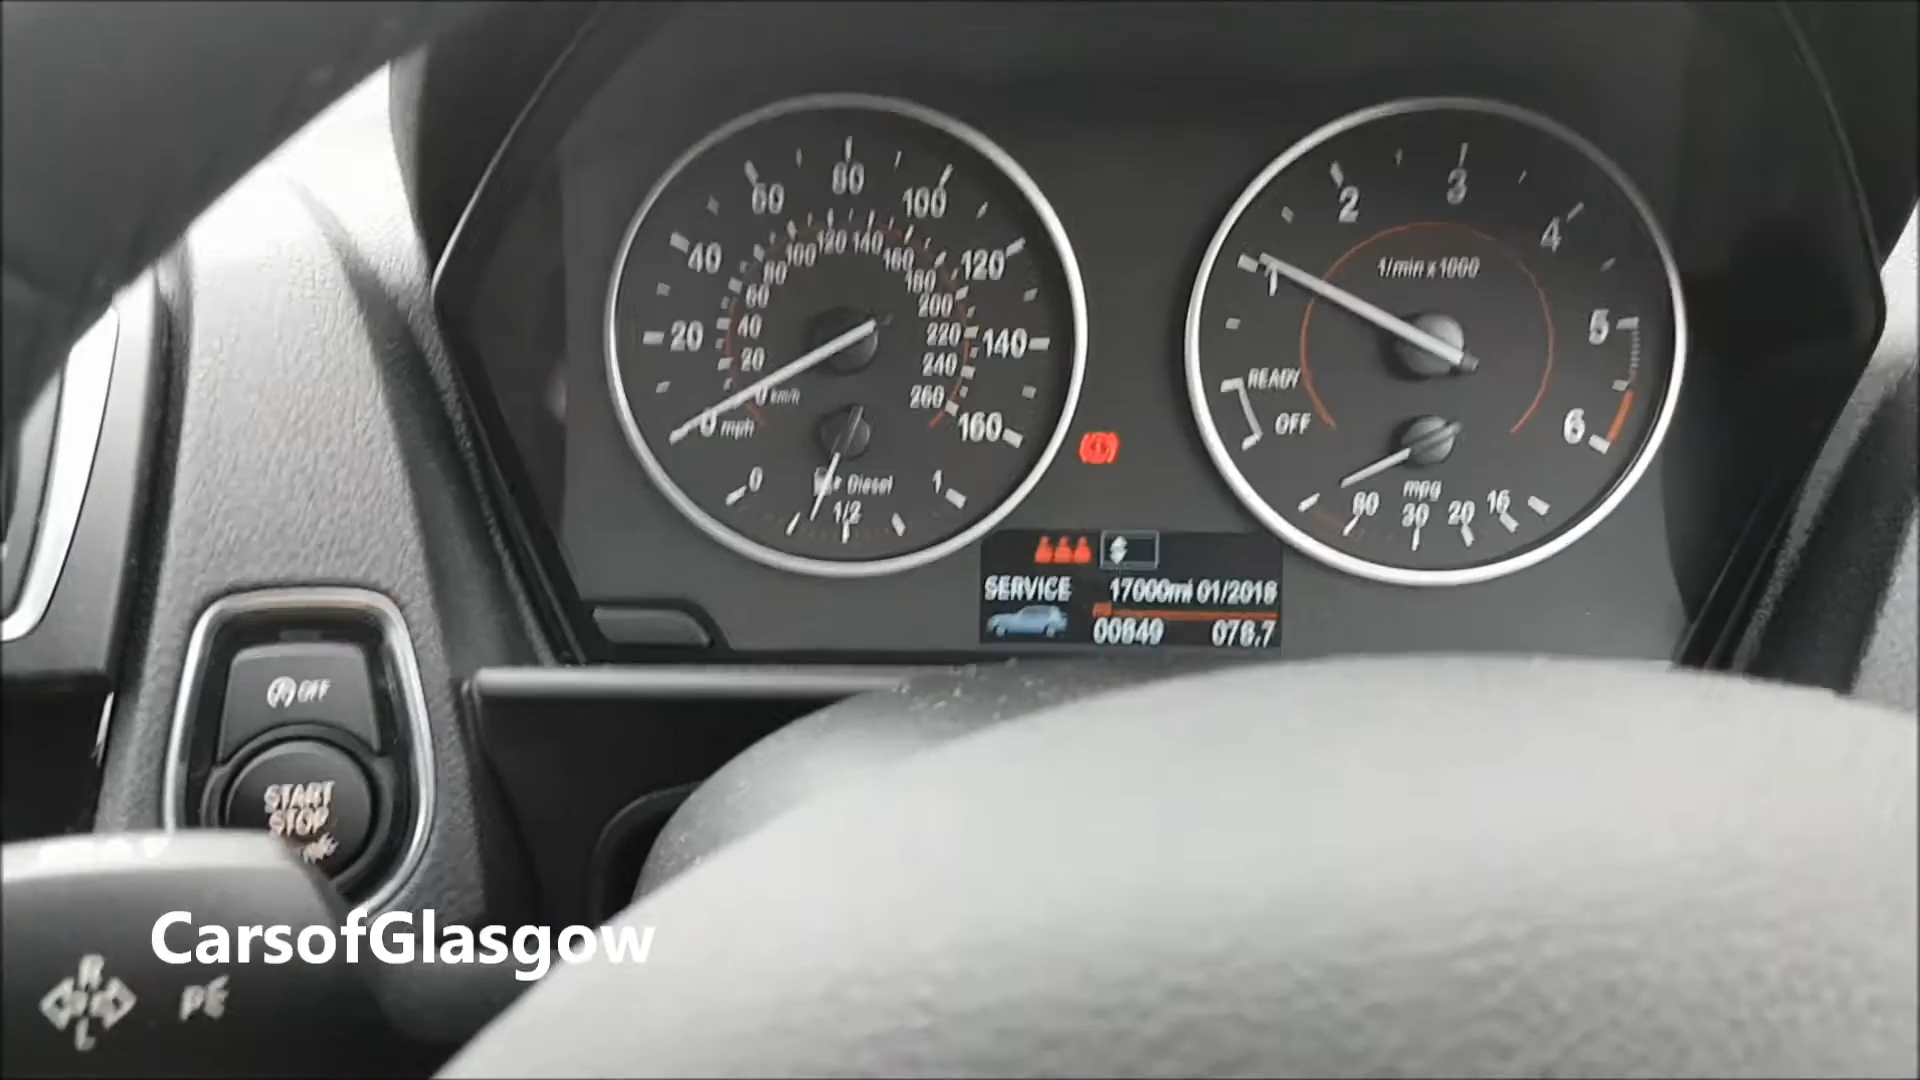 60
80
100
40
120
20
140
0 mph
160
100
120
140
160
80
180
60
200
40
220
20
240
0 km/h
260
0
Diesel
1
1/2
2
3
4
1
1/min x 1000
5
READY
OFF
6
mpg
80
30
20
16
SERVICE
17000mi 01/2018
00849
078.7
OFF
START
STOP
CarsofGlasgow
R
L